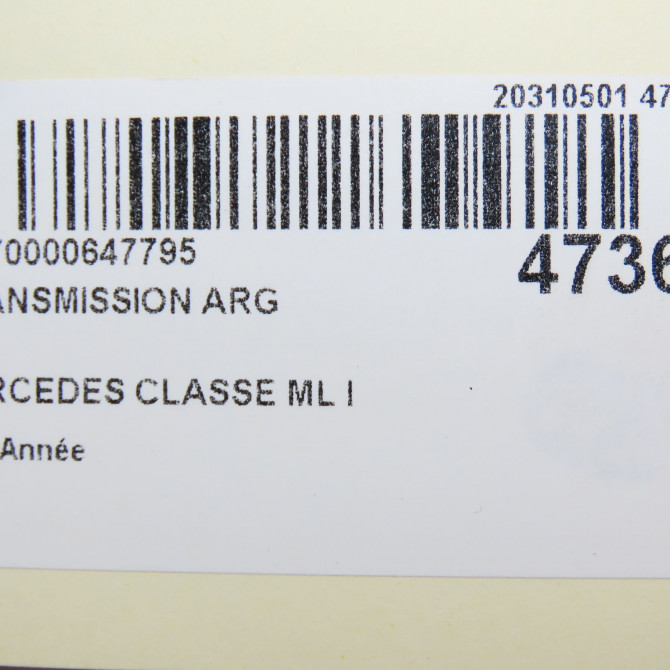 20310501 47
70000647795
4736
ANSMISSION ARG
RCEDES CLASSE ML I
Année